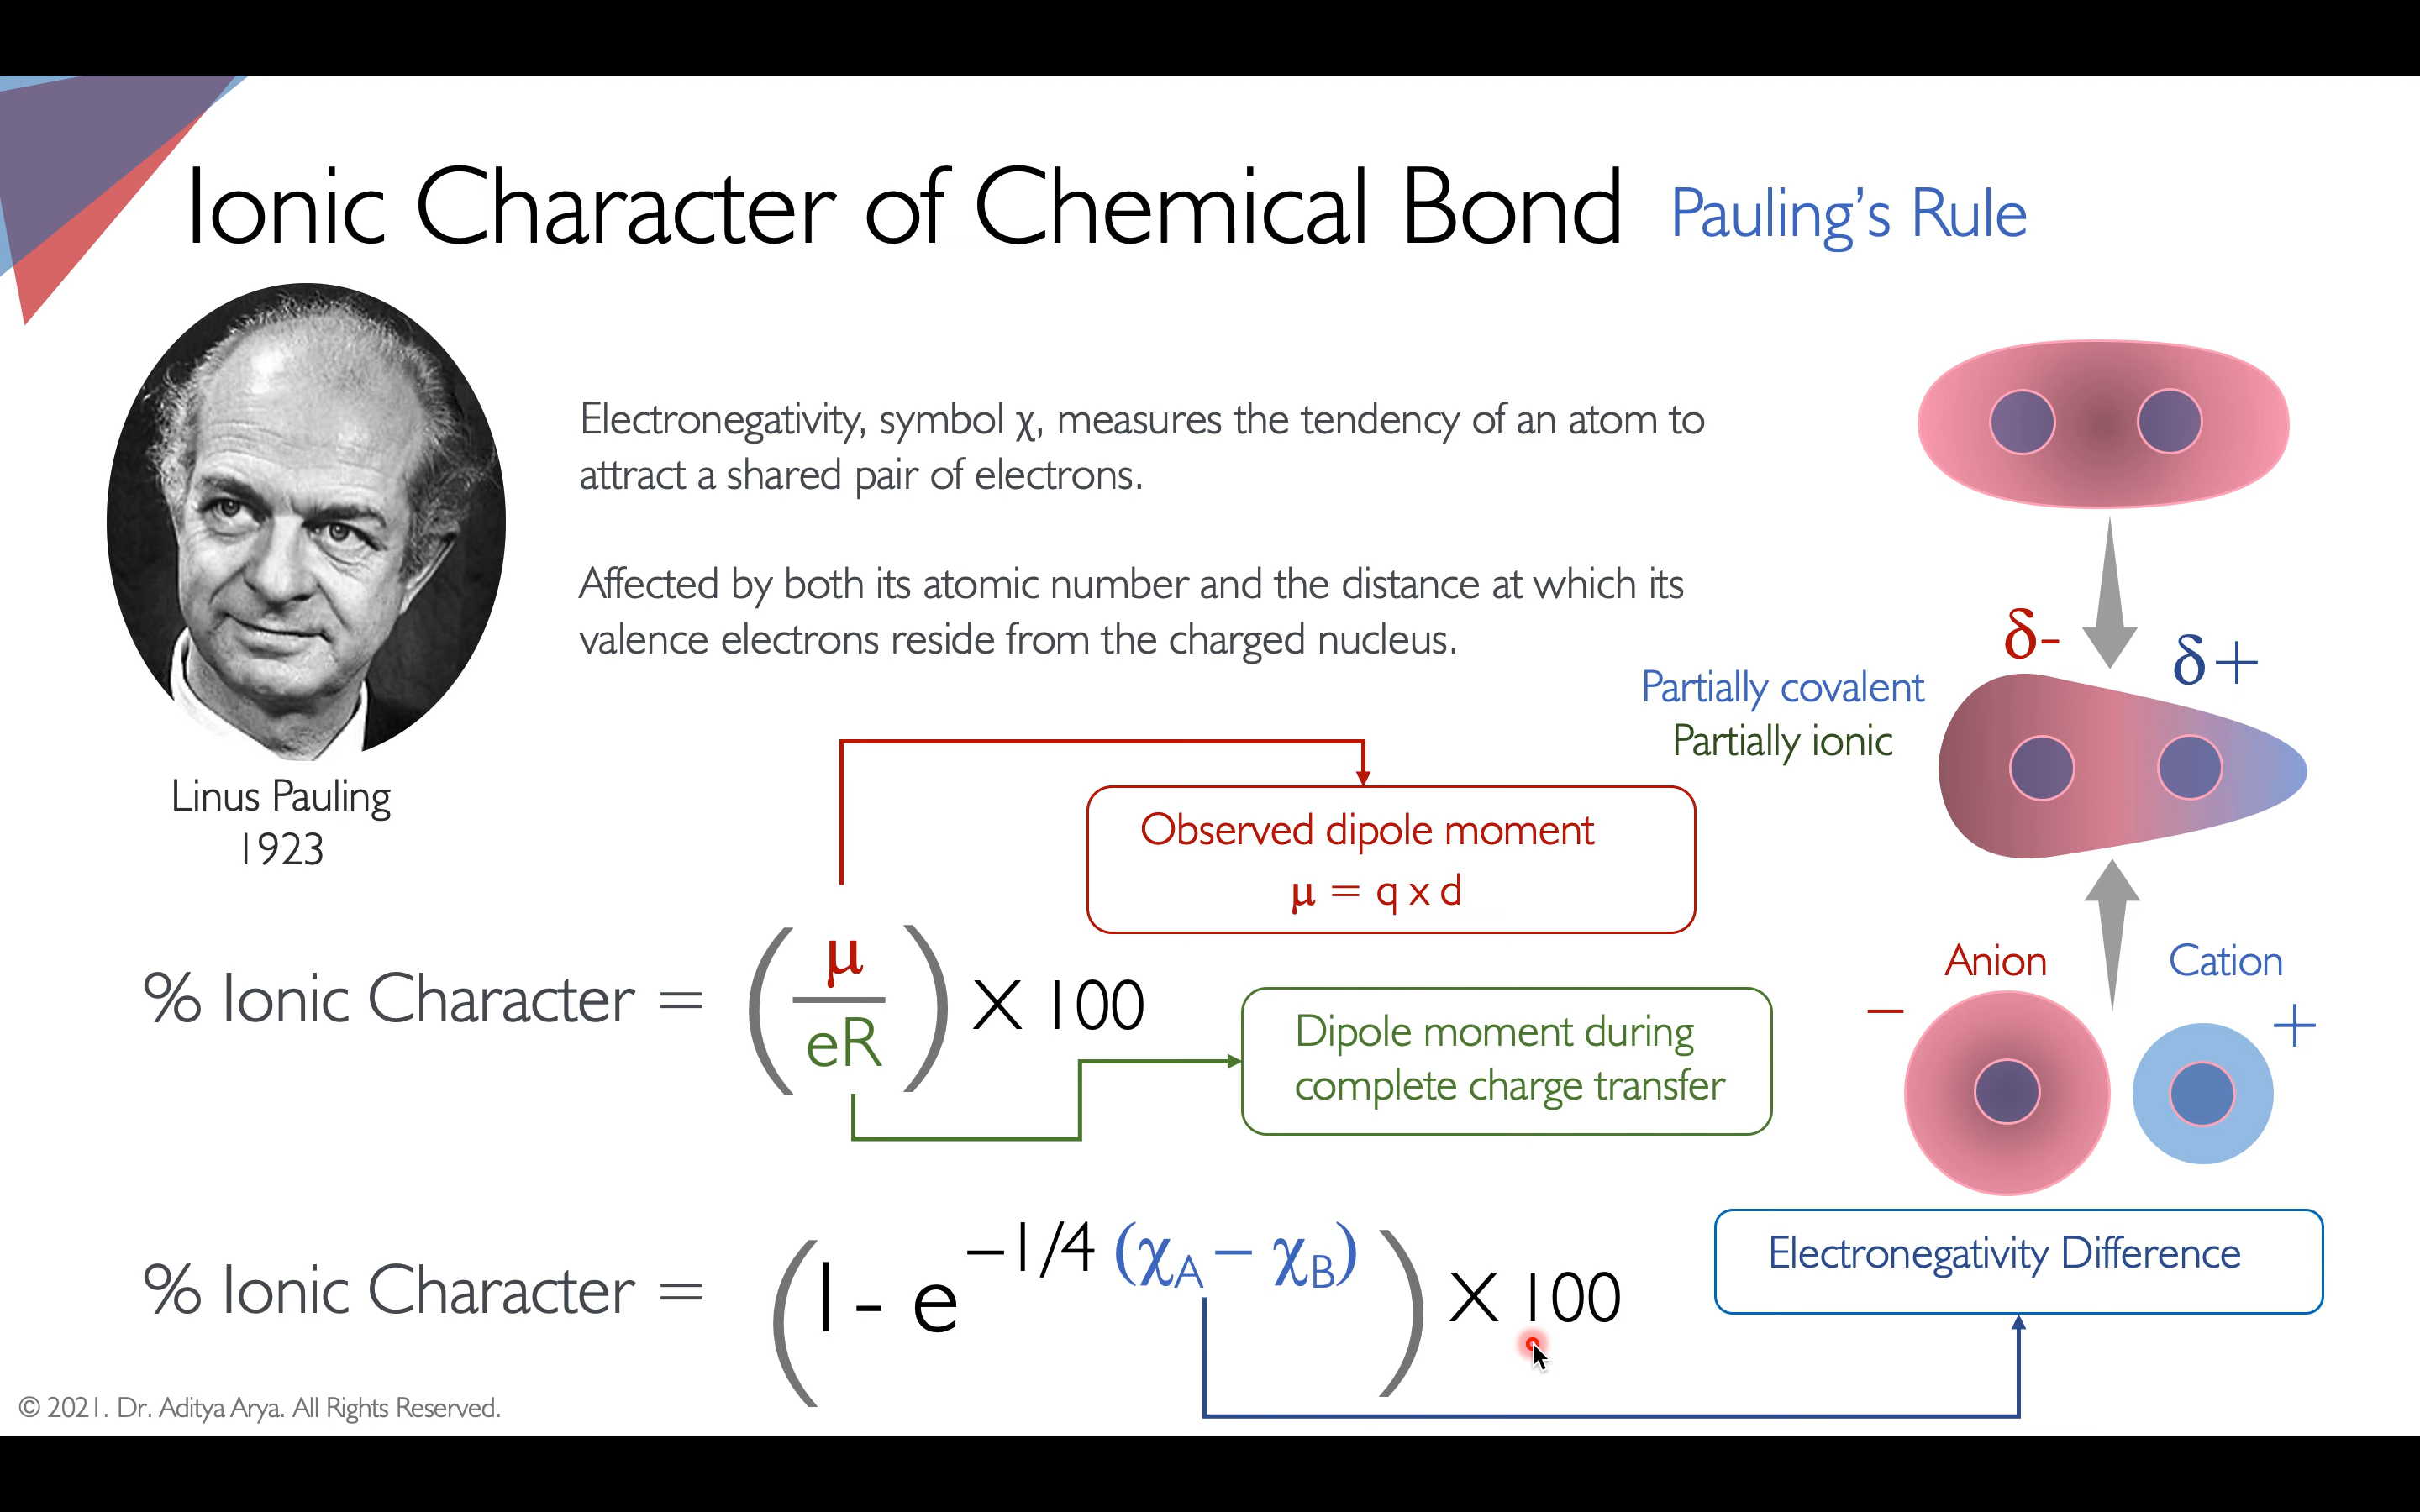 Ionic Character of Chemical Bond Pauling's Rule
Electronegativity, symbol χ, measures the tendency of an atom to
attract a shared pair of electrons.
Affected by both its atomic number and the distance at which its
valence electrons reside from the charged nucleus.
Linus Pauling
1923
δ-
δ+
Partially covalent
Partially ionic
Observed dipole moment
μ = q x d
% Ionic Character = (μ/eR) X 100
Dipole moment during
complete charge transfer
Anion
Cation
−
+
% Ionic Character = (1 - e^−1/4 (χA − χB)) X 100
Electronegativity Difference
© 2021. Dr. Aditya Arya. All Rights Reserved.